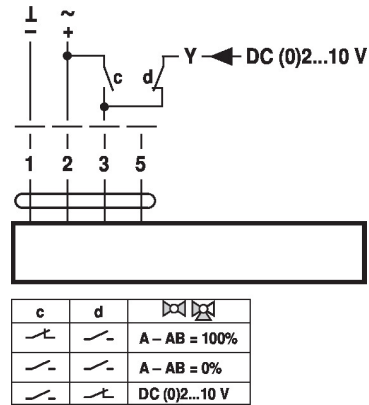 ⊥ ~
– +
c d Y DC (0)2...10 V
1 2 3 5
c d
A – AB = 100%
A – AB = 0%
DC (0)2...10 V